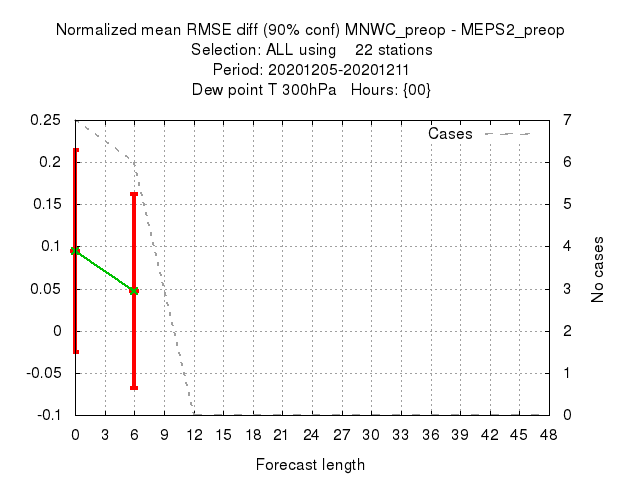 Normalized mean RMSE diff (90% conf) MNWC_preop - MEPS2_preop
Selection: ALL using 22 stations
Period: 20201205-20201211
Dew point T 300hPa Hours: {00}
Cases
0.25
0.2
0.15
0.1
0.05
0
-0.05
-0.1
7
6
5
4
3
2
1
0
No cases
0 3 6 9 12 15 18 21 24 27 30 33 36 39 42 45 48
Forecast length